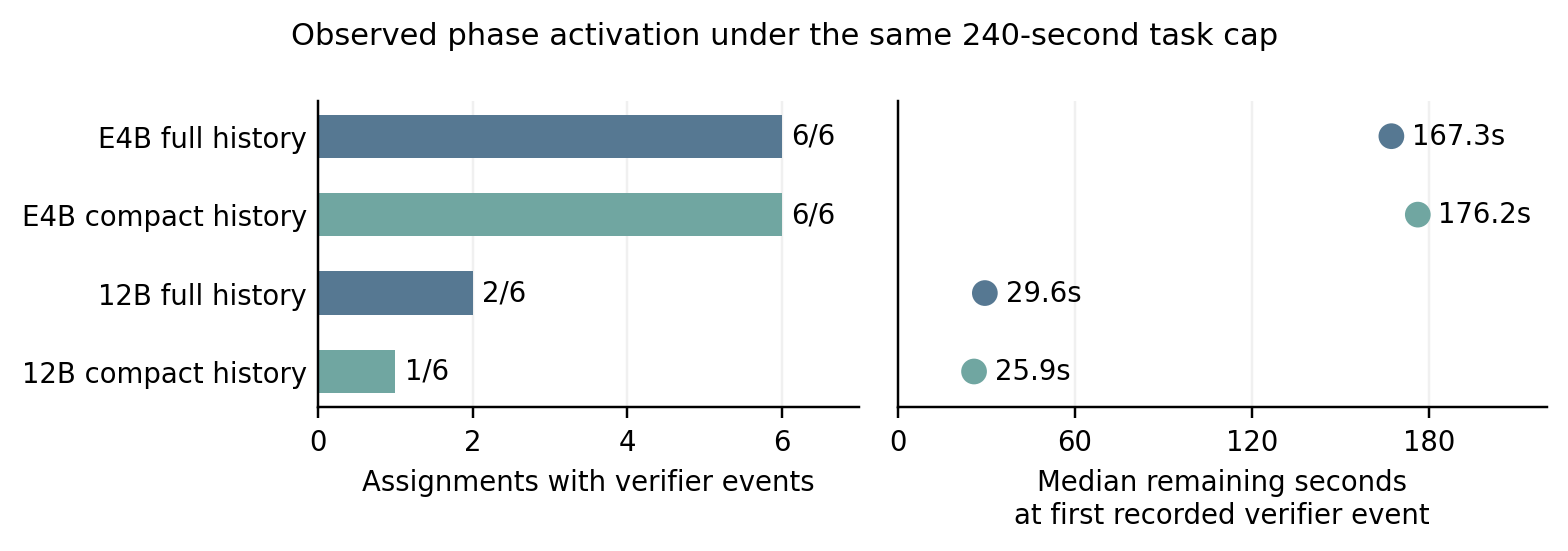 Observed phase activation under the same 240-second task cap
E4B full history
6/6
167.3s
E4B compact history
6/6
176.2s
12B full history
2/6
29.6s
12B compact history
1/6
25.9s
0 2 4 6
0 60 120 180
Assignments with verifier events
Median remaining seconds
at first recorded verifier event